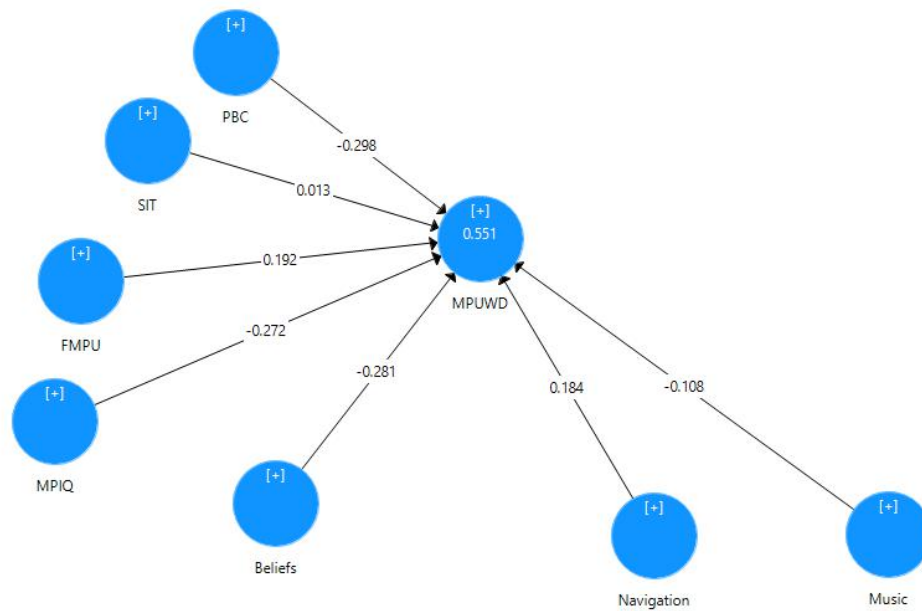 [+]
PBC
-0.298
[+]
SIT
0.013
[+]
0.551
MPUWD
[+]
FMPU
0.192
-0.272
[+]
MPIQ
-0.281
0.184
-0.108
[+]
Beliefs
[+]
Navigation
[+]
Music